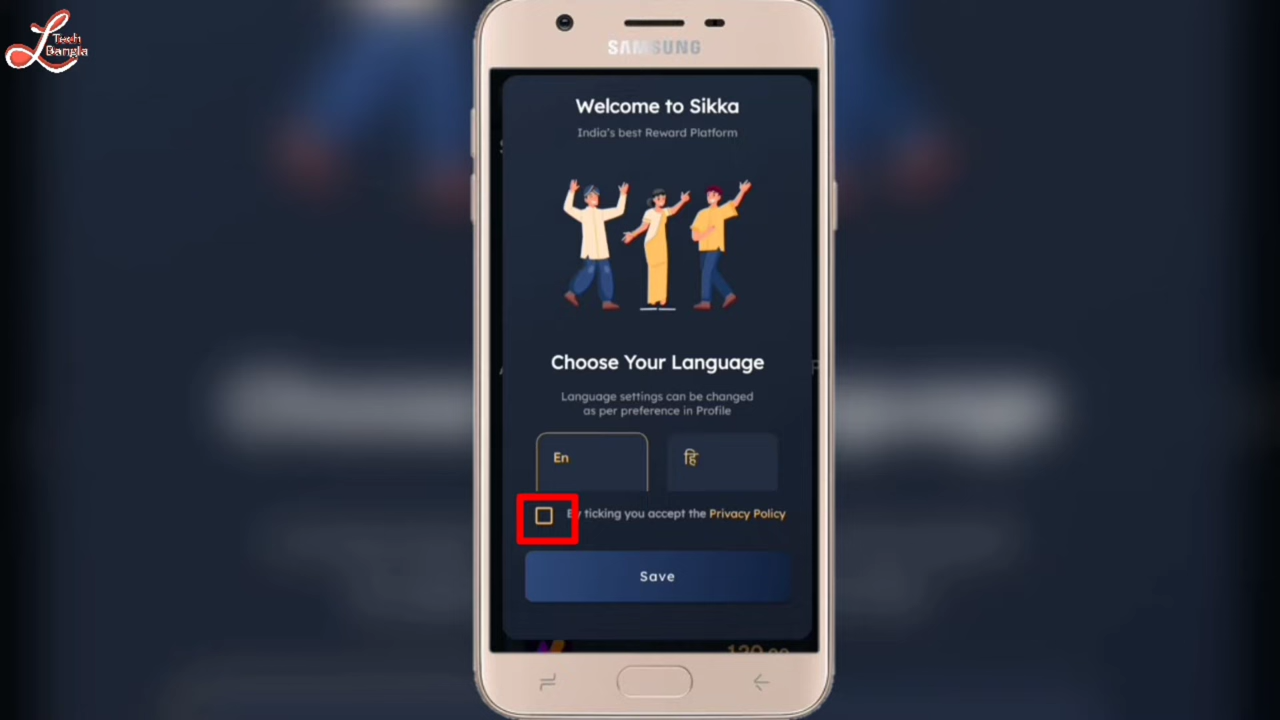 Tech
Bangla
SAMSUNG
Welcome to Sikka
India's best Reward Platform
Choose Your Language
Language settings can be changed
as per preference in Profile
En
हि
By ticking you accept the Privacy Policy
Save